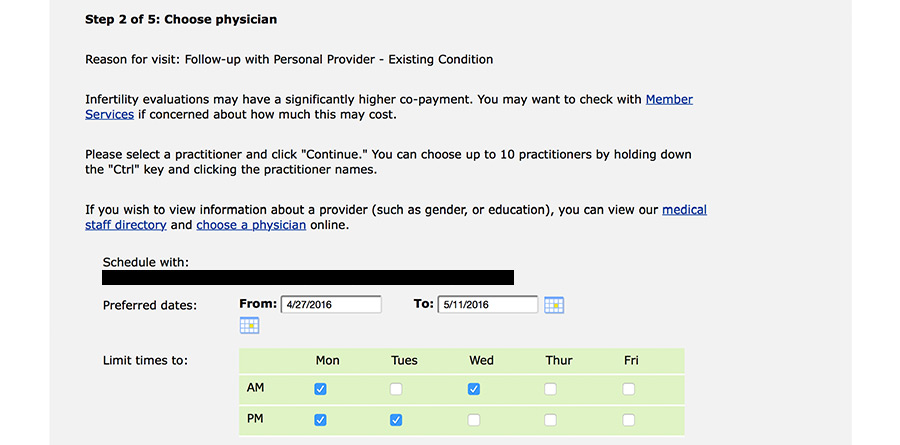 Step 2 of 5: Choose physician
Reason for visit: Follow-up with Personal Provider - Existing Condition
Infertility evaluations may have a significantly higher co-payment. You may want to check with Member
Services if concerned about how much this may cost.
Please select a practitioner and click "Continue." You can choose up to 10 practitioners by holding down
the "Ctrl" key and clicking the practitioner names.
If you wish to view information about a provider (such as gender, or education), you can view our medical
staff directory and choose a physician online.
Schedule with:
Preferred dates: From: 4/27/2016 To: 5/11/2016
Limit times to: Mon Tues Wed Thur Fri
AM
PM